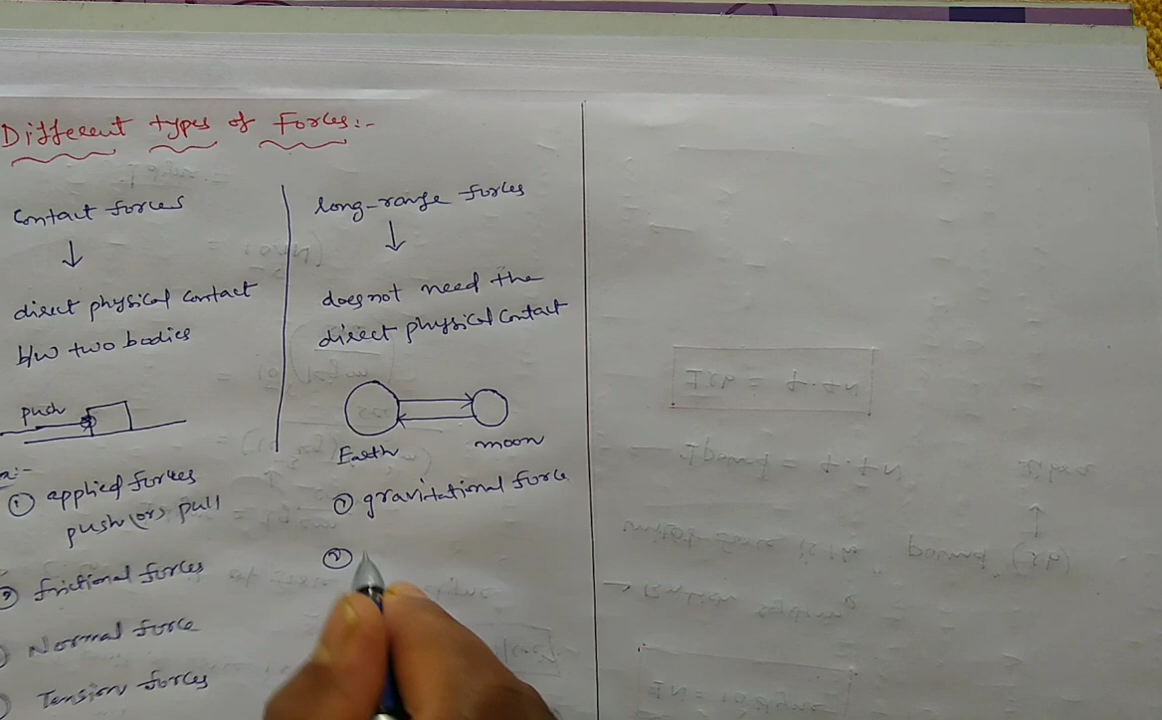 Different types of Forces:-
Contact forces
↓
direct physical contact
b/w two bodies
push
① applied forces
push (or) pull
② frictional forces
Normal force
Tension forces
long-range forces
↓
does not need the
direct physical contact
Earth
moon
① gravitational force
②